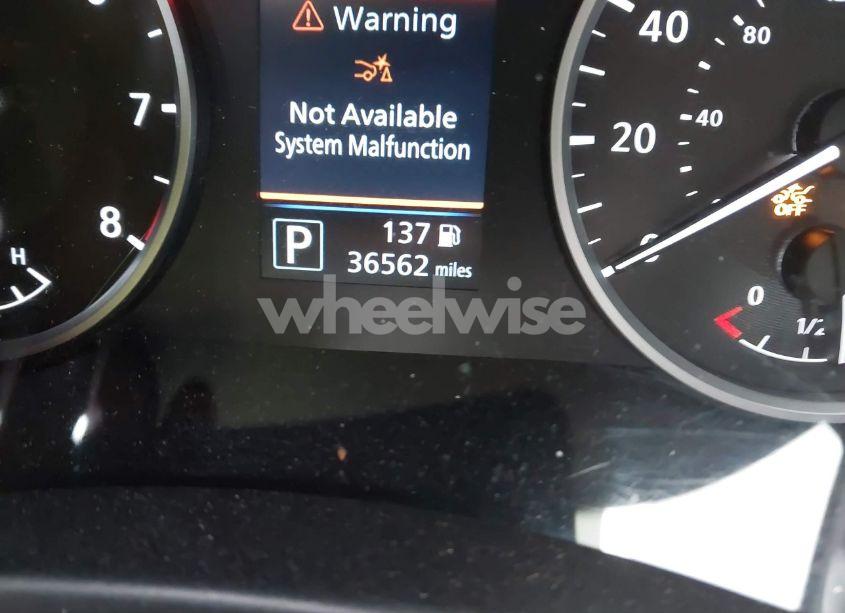 Warning
Not Available
System Malfunction
P
137
36562 miles
7
8
H
40
80
20
40
0
OFF
0
1/2
wheelwise